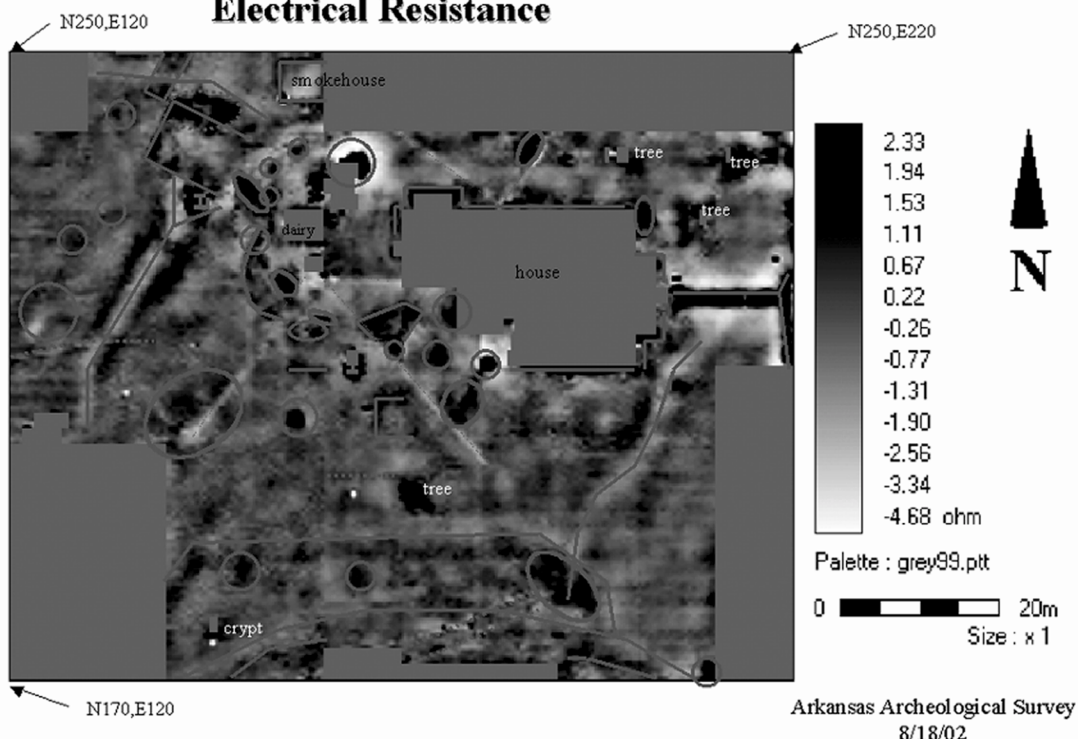 Electrical Resistance
N250,E120
N250,E220
smokehouse
tree
tree
tree
dairy
house
tree
crypt
N170,E120
2.33
1.94
1.53
1.11
0.67
0.22
-0.26
-0.77
-1.31
-1.90
-2.56
-3.34
-4.68 ohm
N
Palette : grey99.ptt
0 20m
Size : x 1
Arkansas Archeological Survey
8/18/02